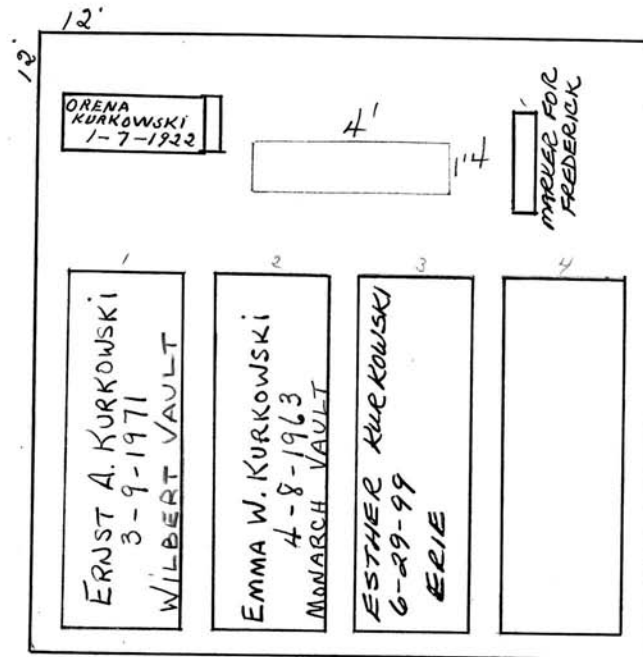 12'
12'
ORENA
KURKOWSKI
1-7-1922
4'
1'4
MARKER FOR
FREDERICK
1
2
3
4
ERNST A. KURKOWSKI
3-9-1971
WILBERT VAULT
EMMA W. KURKOWSKI
4-8-1963
MONARCH VAULT
ESTHER KURKOWSKI
6-29-99
ERIE